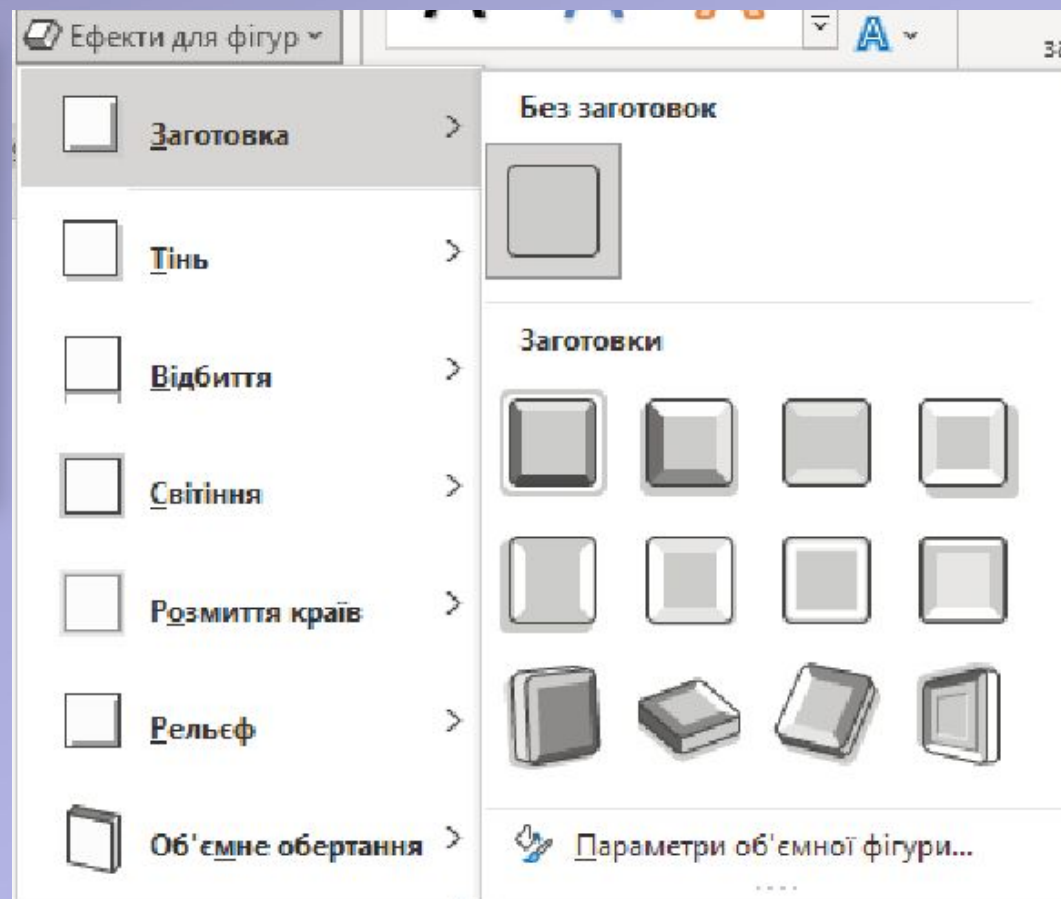 Ефекти для фігур
Заготовка
Тінь
Відбиття
Світіння
Розмиття країв
Рельєф
Об'ємне обертання
Без заготовок
Заготовки
Параметри об'ємної фігури...